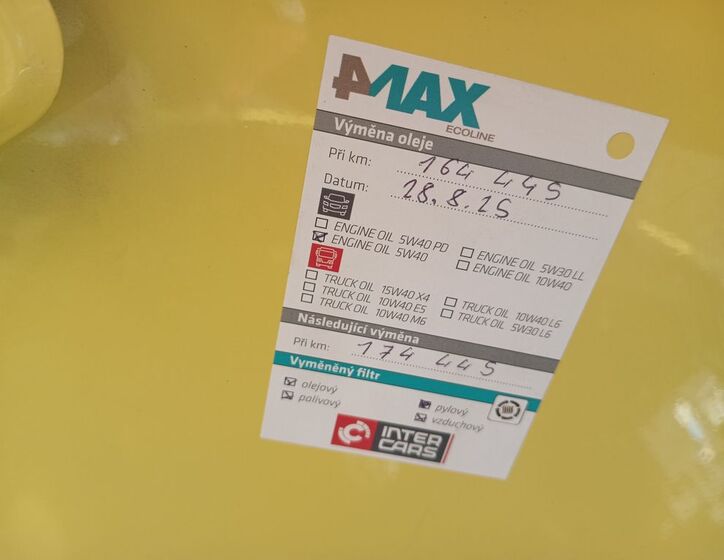 4MAX
ECOLINE
Výměna oleje
Při km: 164 445
Datum: 28.8.25
ENGINE OIL 5W40 PD
ENGINE OIL 5W40
ENGINE OIL 5W30 LL
ENGINE OIL 10W40
TRUCK OIL 15W40 X4
TRUCK OIL 10W40 E5
TRUCK OIL 10W40 M6
TRUCK OIL 10W40 L6
TRUCK OIL 5W30 L6
Následující výměna
Při km: 174 445
Vyměněný filtr
olejový
palivový
pylový
vzduchový
INTER
CARS